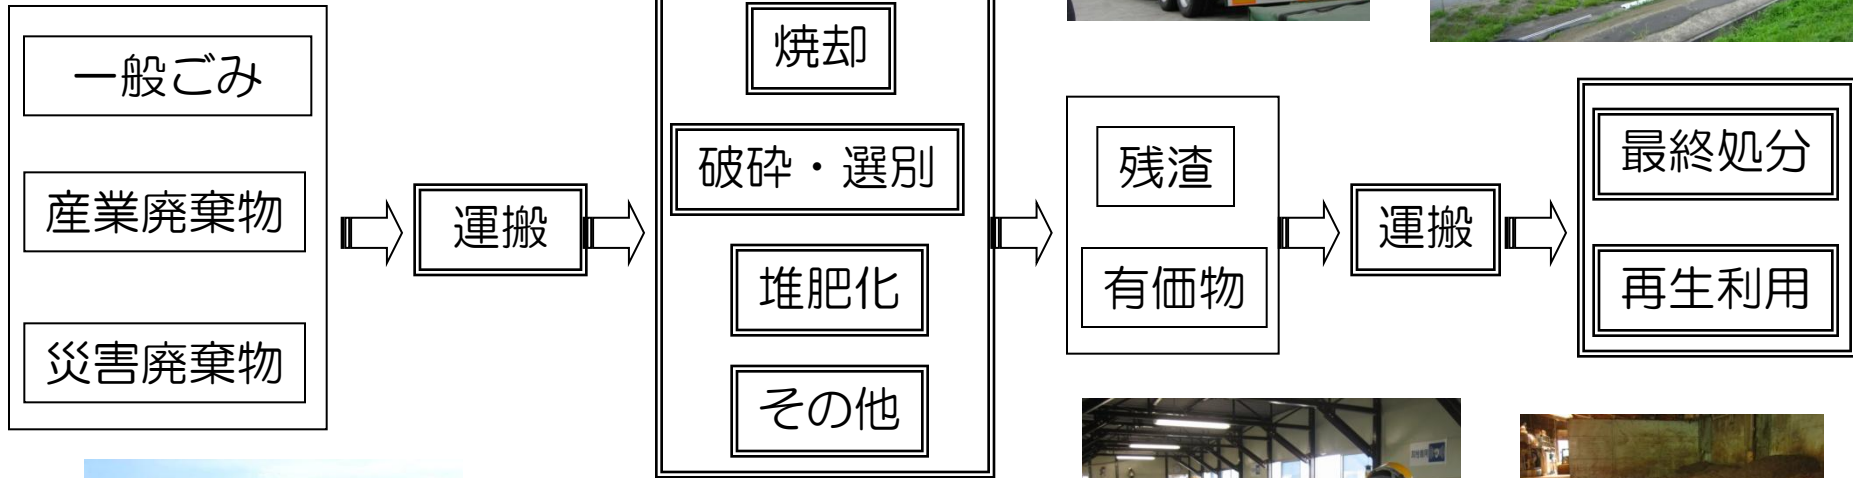 一般ごみ
産業廃棄物
災害廃棄物
運搬
焼却
破砕・選別
堆肥化
その他
残渣
有価物
運搬
最終処分
再生利用